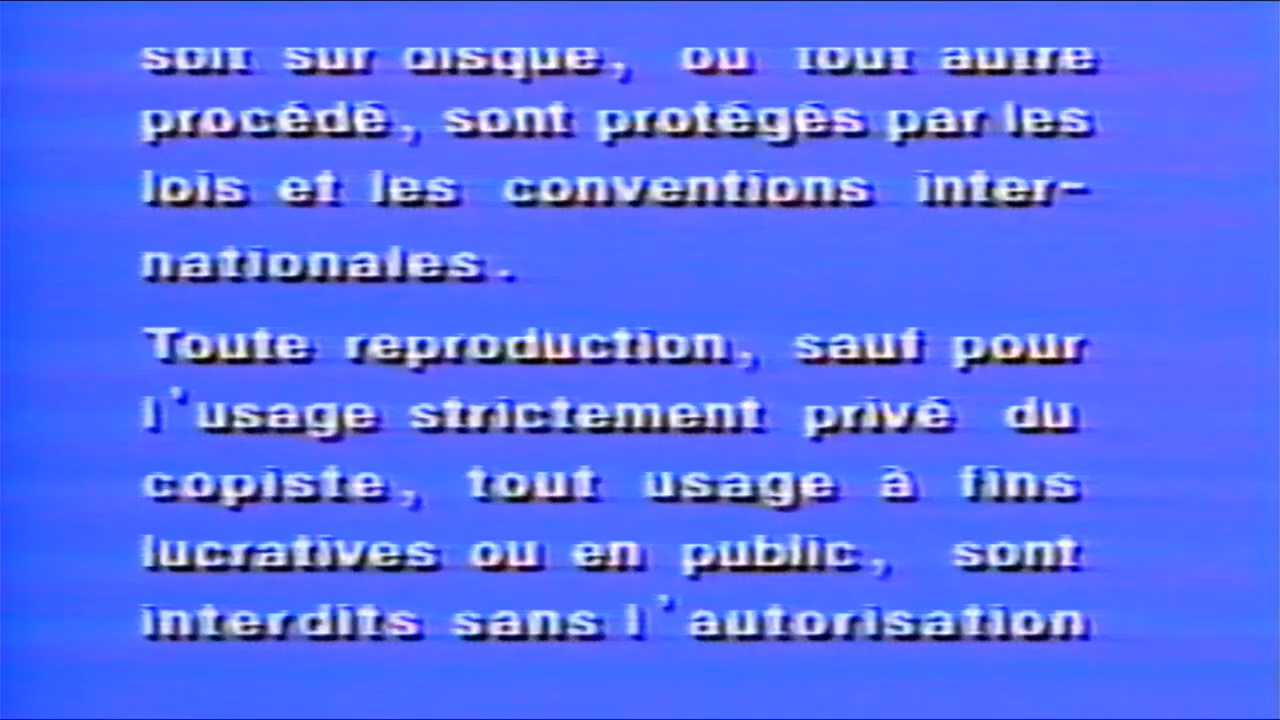 soit sur disque, ou tout autre
procédé, sont protégés par les
lois et les conventions inter-
nationales.
Toute reproduction, sauf pour
l'usage strictement privé du
copiste, tout usage à fins
lucratives ou en public, sont
interdits sans l'autorisation